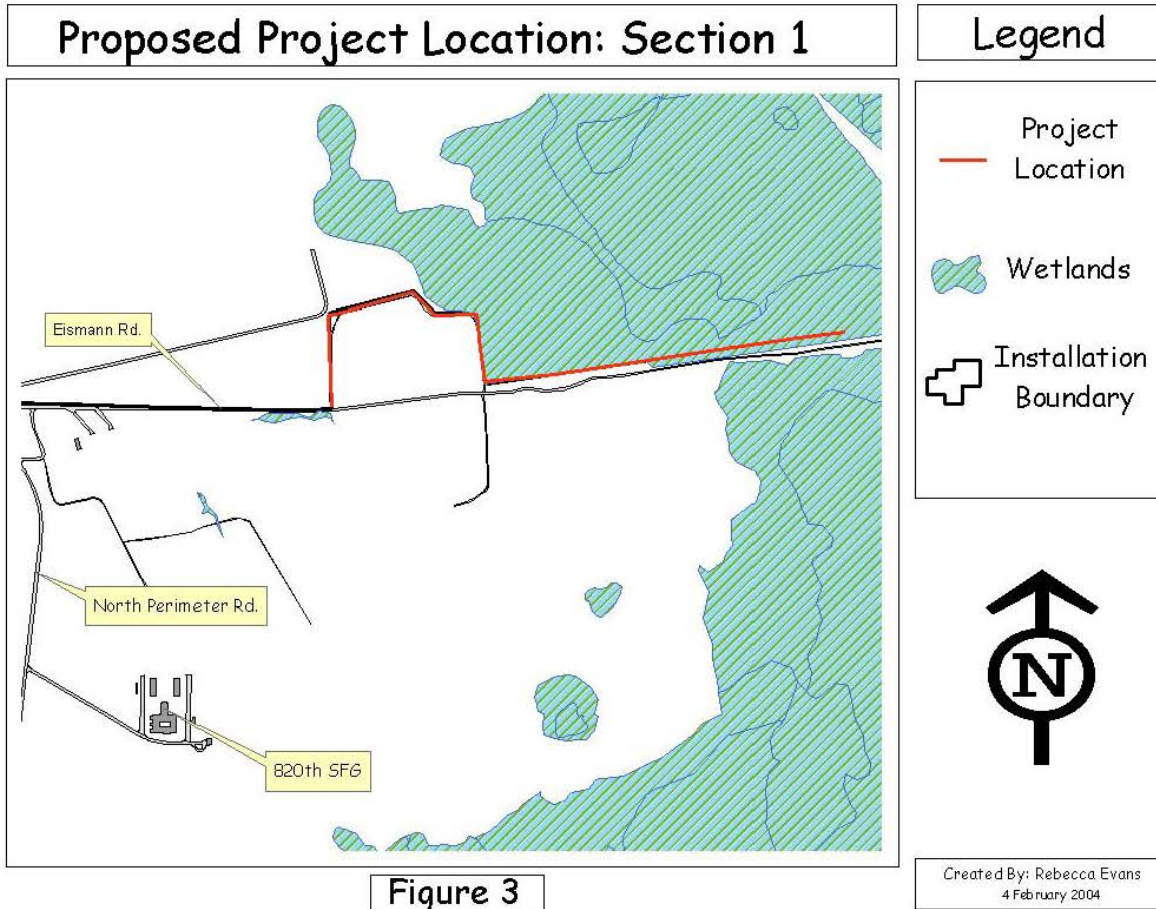 Proposed Project Location: Section 1
Legend
Project
Location
Wetlands
Installation
Boundary
Eismann Rd.
North Perimeter Rd.
820th SFG
N
Figure 3
Created By: Rebecca Evans
4 February 2004